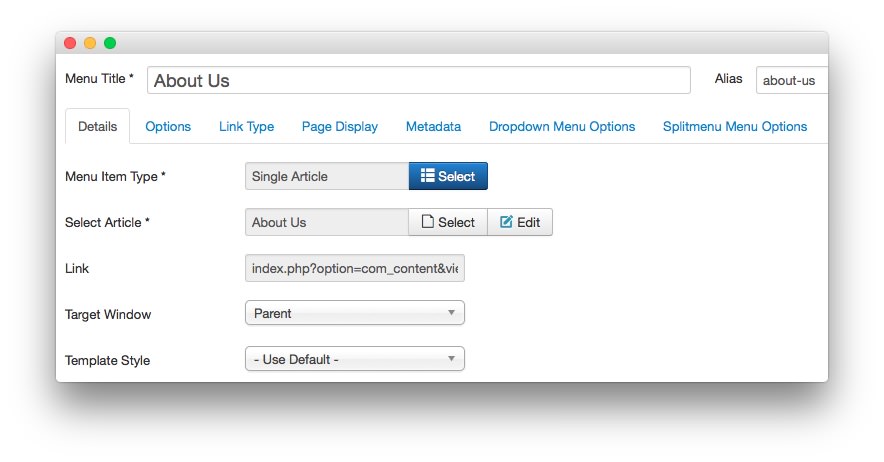 Menu Title * About Us Alias about-us
Details Options Link Type Page Display Metadata Dropdown Menu Options Splitmenu Menu Options
Menu Item Type * Single Article Select
Select Article * About Us Select Edit
Link index.php?option=com_content&vie
Target Window Parent
Template Style - Use Default -